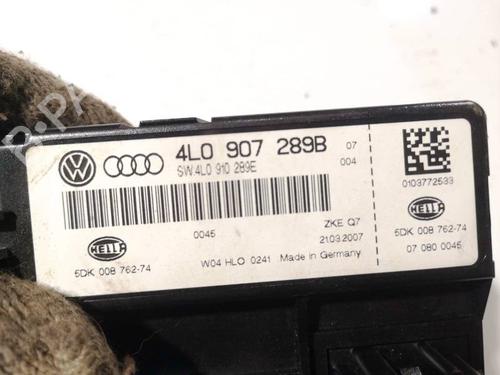 4L0 907 289B
07
004
SW:4L0 910 289E
0103772533
0045
ZKE Q7
21.03.2007
HELLA
5DK 008 762-74
W04 HLO 0241 Made in Germany
HELLA
5DK 008 762-74
07 080 0045
B-PX